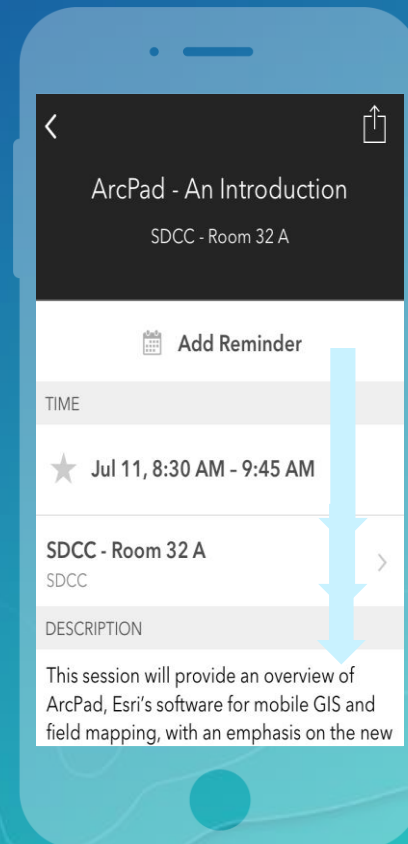 ArcPad - An Introduction
SDCC - Room 32 A
Add Reminder
TIME
Jul 11, 8:30 AM - 9:45 AM
SDCC - Room 32 A
SDCC
DESCRIPTION
This session will provide an overview of
ArcPad, Esri's software for mobile GIS and
field mapping, with an emphasis on the new